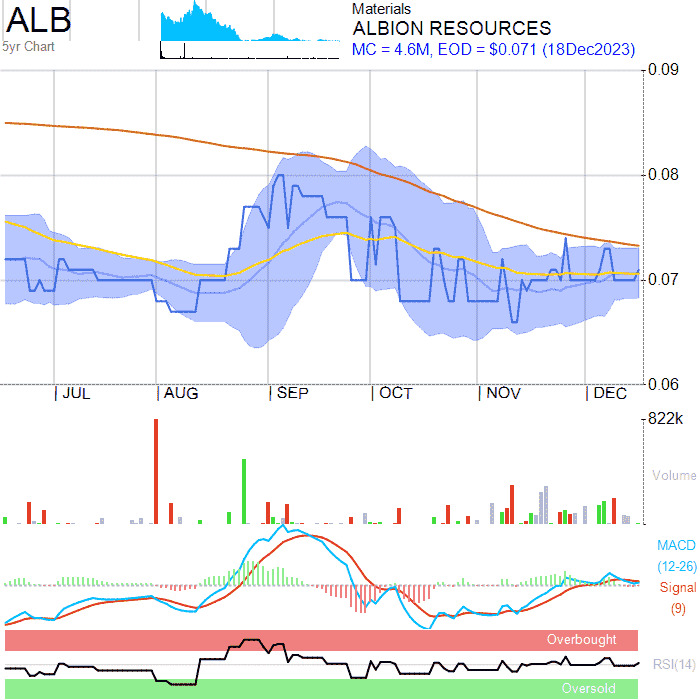 ALB
5yr Chart
Materials
ALBION RESOURCES
MC = 4.6M, EOD = $0.071 (18Dec2023)
0.09
0.08
0.07
0.06
JUL
AUG
SEP
OCT
NOV
DEC
822k
Volume
MACD
(12-26)
Signal
(9)
Overbought
RSI(14)
Oversold